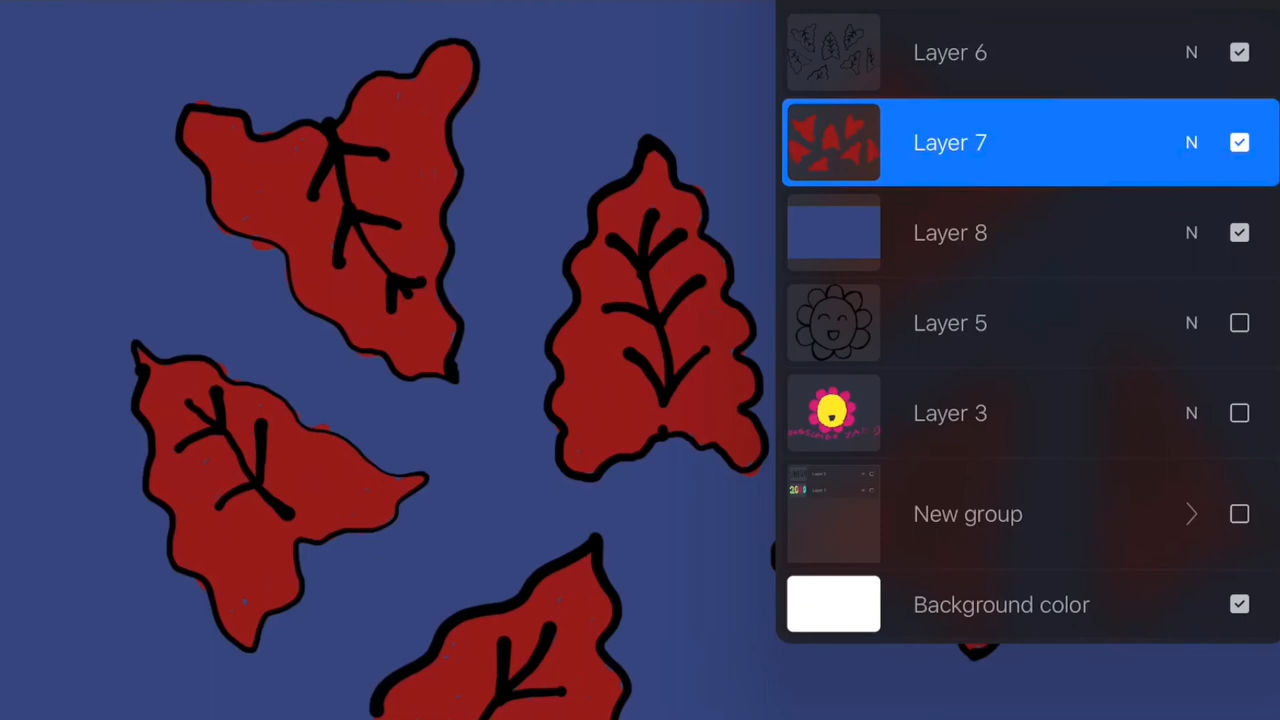 Layer 6 N
Layer 7 N
Layer 8 N
Layer 5 N
Layer 3 N
New group
Background color